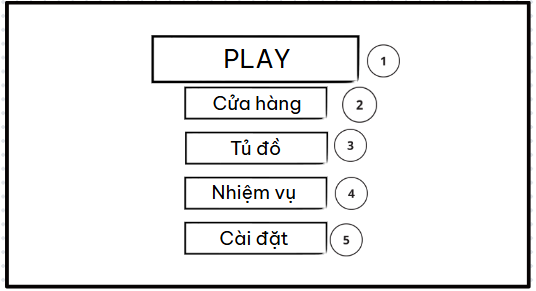 PLAY 1
Cửa hàng 2
Tủ đồ 3
Nhiệm vụ 4
Cài đặt 5